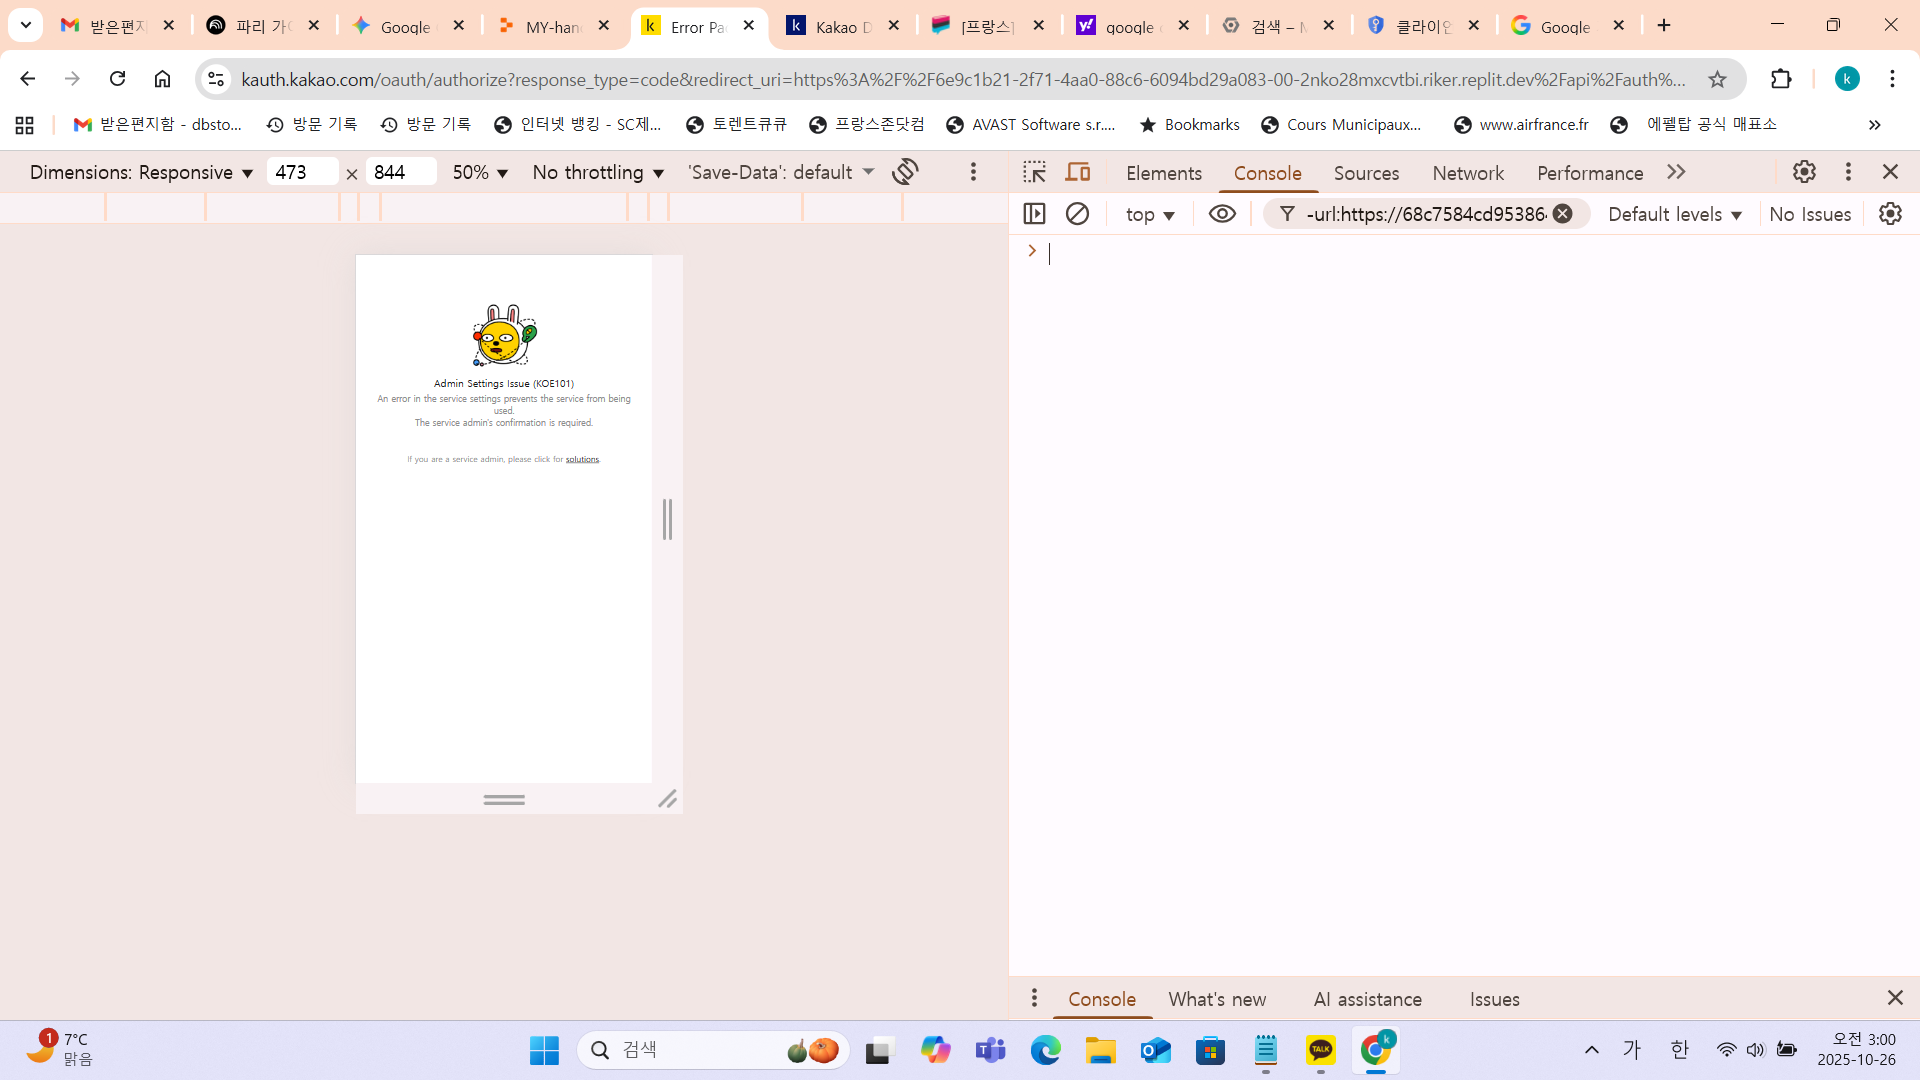 받은편지
파리 가이
Google
MY-han
Error Pa
Kakao D
[프랑스]
google
검색 – M
클라이언
Google
kauth.kakao.com/oauth/authorize?response_type=code&redirect_uri=https%3A%2F%2F6e9c1b21-2f71-4aa0-88c6-6094bd29a083-00-2nko28mxcvtbi.riker.replit.dev%2Fapi%2Fauth%...
k
받은편지함 - dbsto...
방문 기록
방문 기록
인터넷 뱅킹 - SC제...
토렌트큐큐
프랑스존닷컴
AVAST Software s.r....
Bookmarks
Cours Municipaux...
www.airfrance.fr
에펠탑 공식 매표소
Dimensions: Responsive 473 × 844 50% No throttling 'Save-Data': default
Elements Console Sources Network Performance
top -url:https://68c7584cd95386 Default levels No Issues
Admin Settings Issue (KOE101)
An error in the service settings prevents the service from being
used.
The service admin's confirmation is required.
If you are a service admin, please click for solutions.
Console What's new AI assistance Issues
1
7°C
맑음
검색
TALK
k
가
한
오전 3:00
2025-10-26